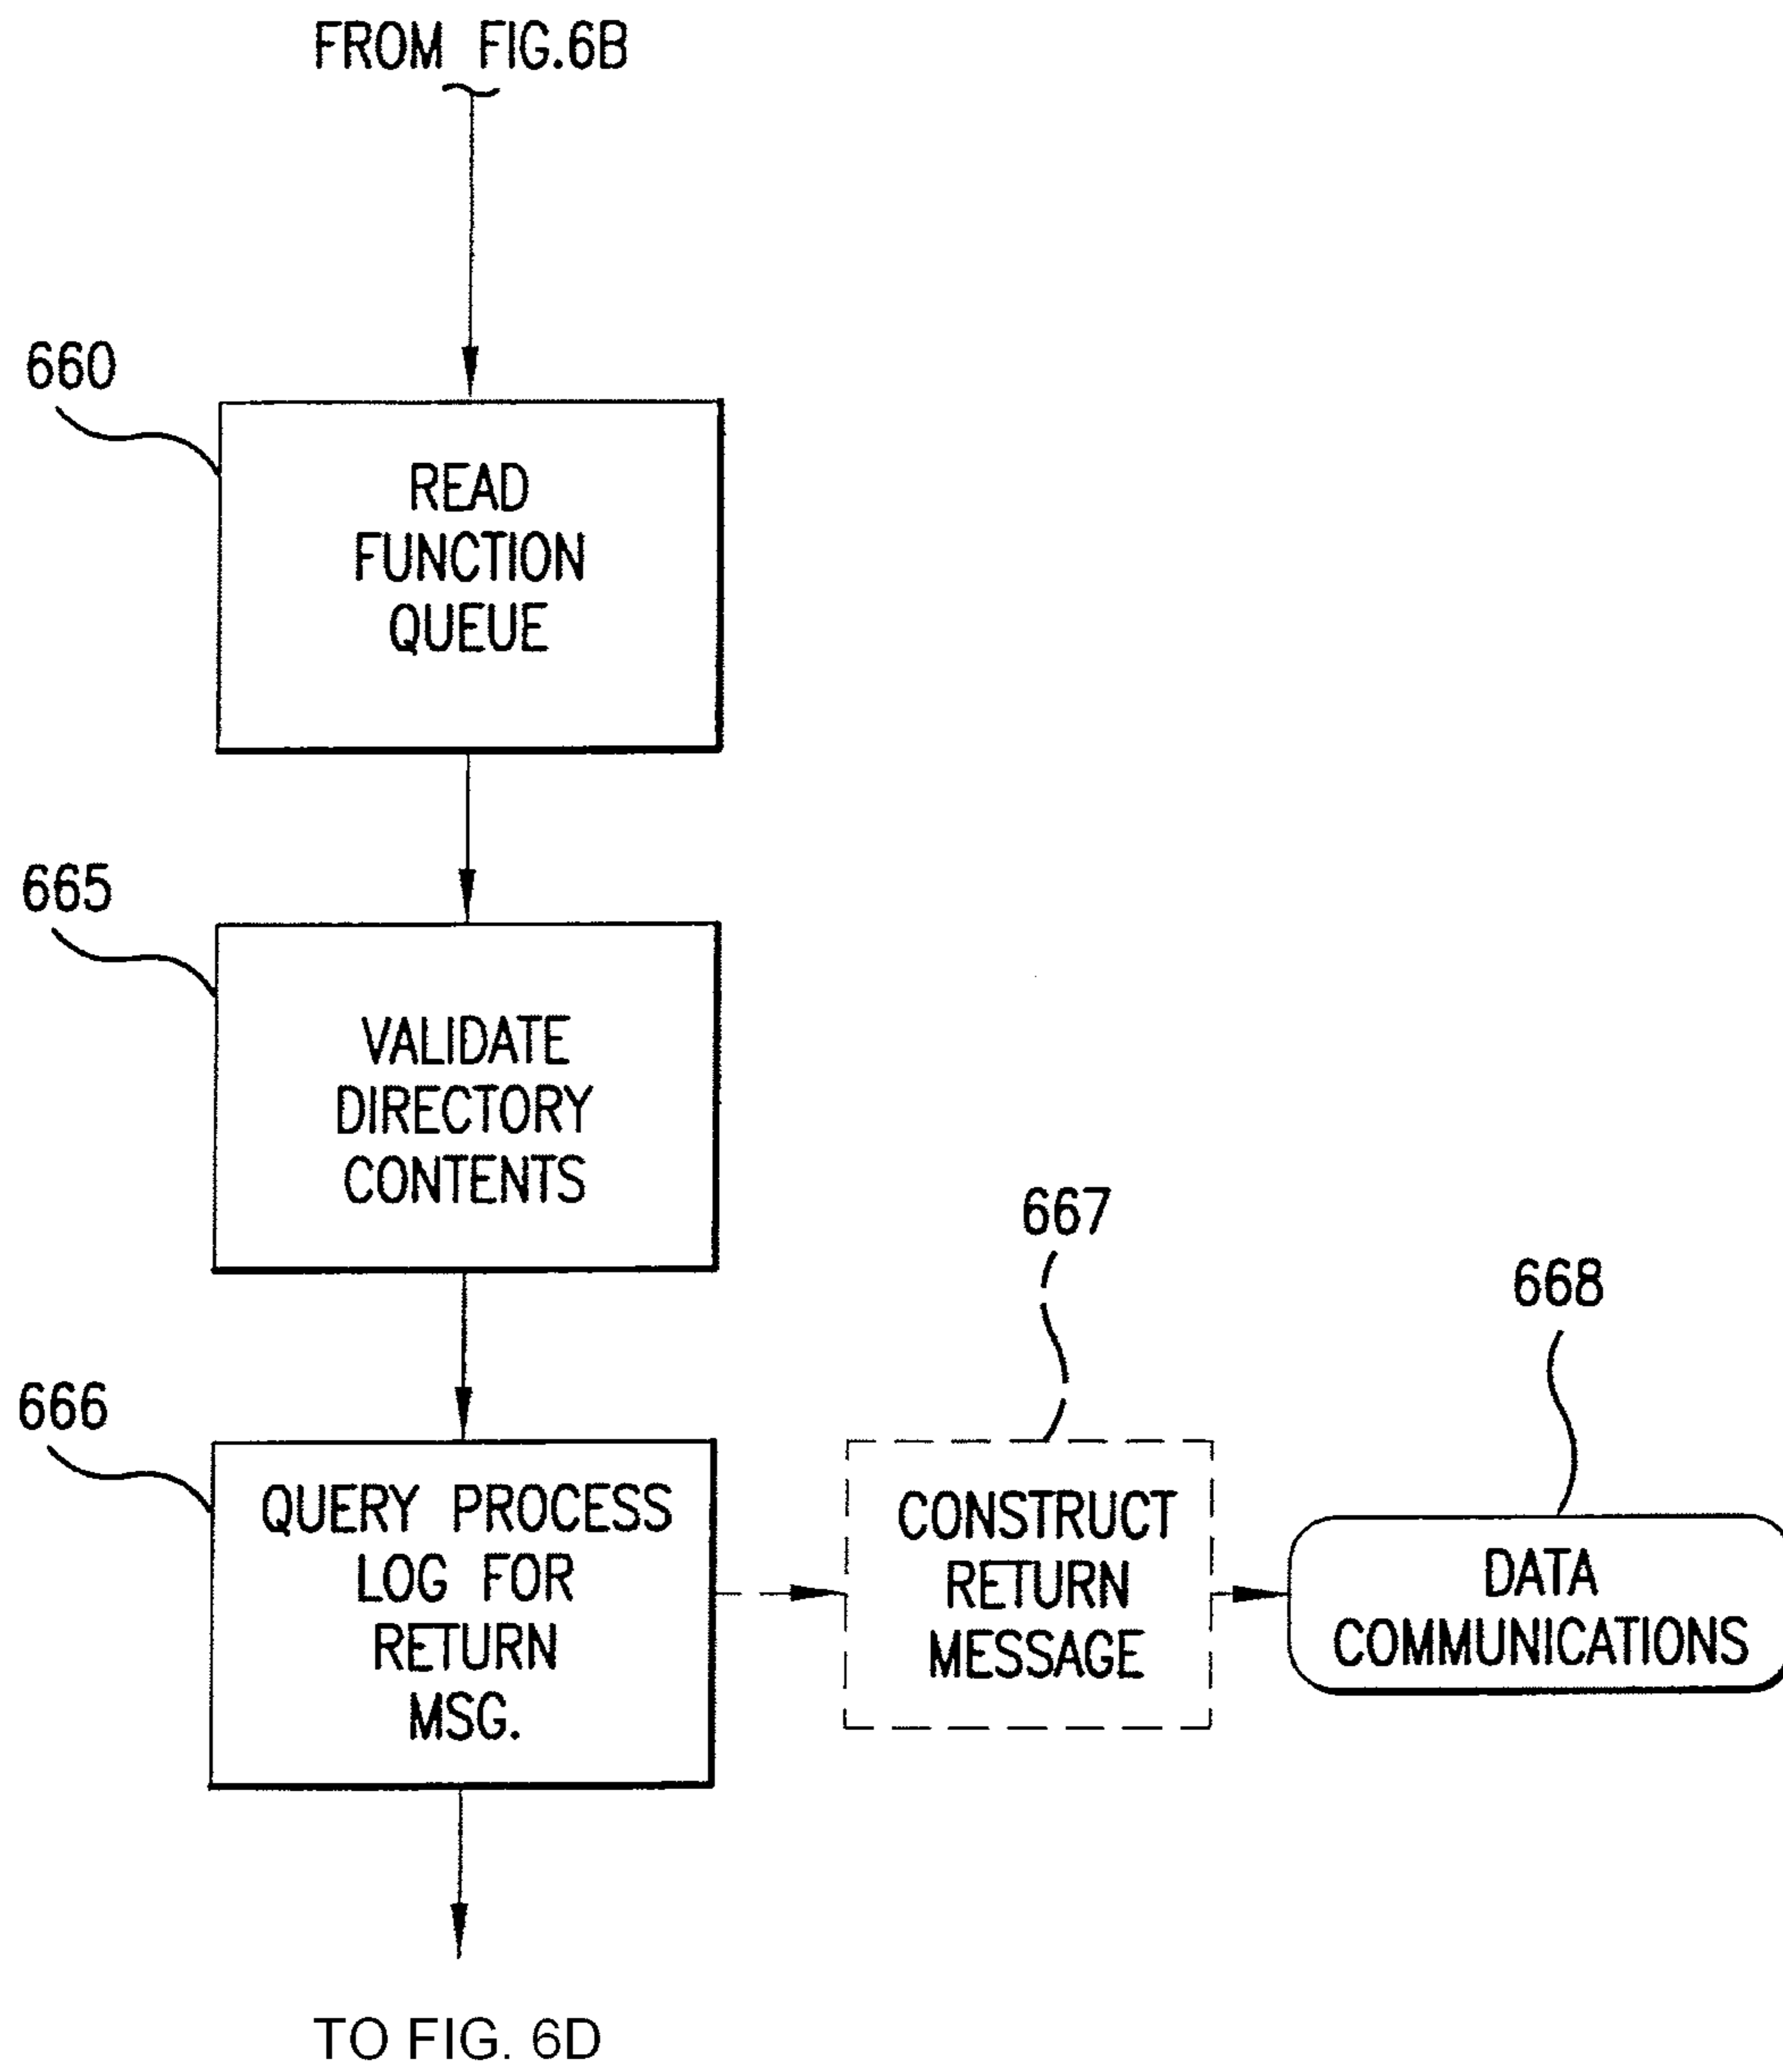 FROM FIG.6B
660
READ
FUNCTION
QUEUE
665
VALIDATE
DIRECTORY
CONTENTS
666
QUERY PROCESS
LOG FOR
RETURN
MSG.
667
CONSTRUCT
RETURN
MESSAGE
668
DATA
COMMUNICATIONS
TO FIG. 6D